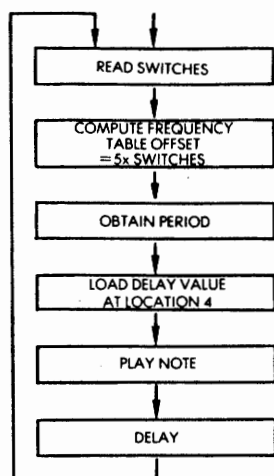 READ SWITCHES
COMPUTE FREQUENCY
TABLE OFFSET
= 5x SWITCHES
OBTAIN PERIOD
LOAD DELAY VALUE
AT LOCATION 4
PLAY NOTE
DELAY